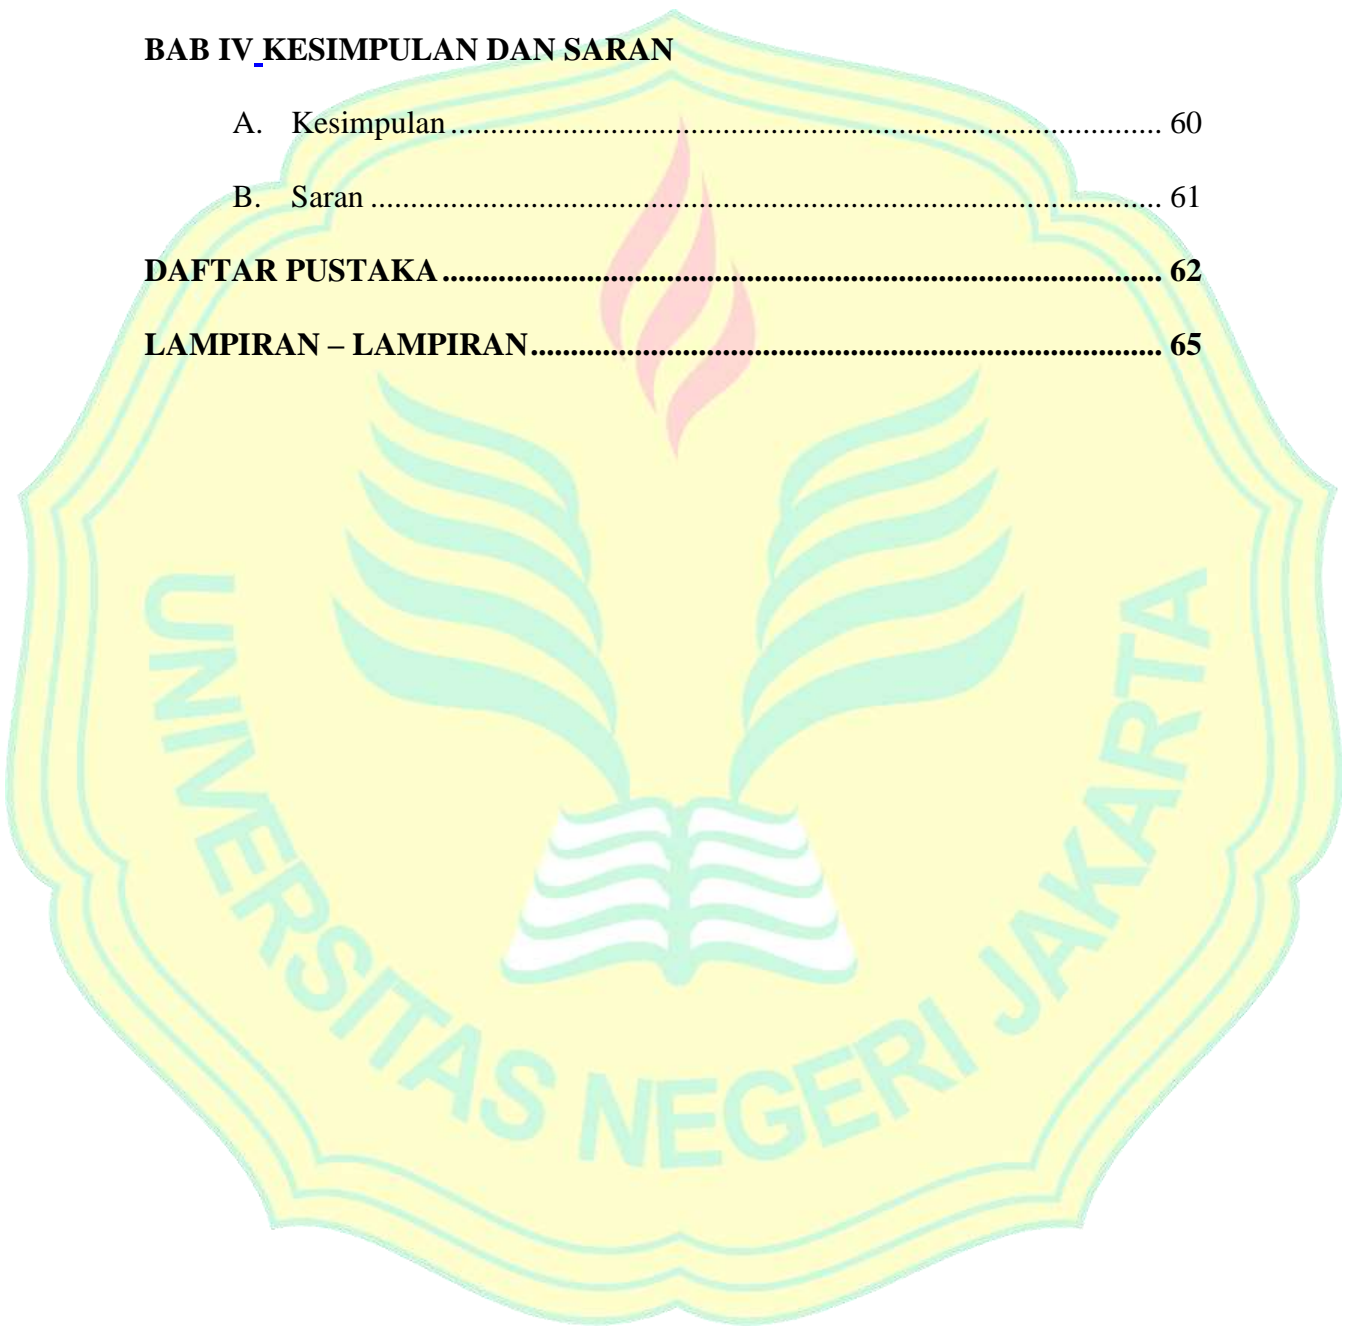 BAB IV KESIMPULAN DAN SARAN
A. Kesimpulan ........................................................................................ 60
B. Saran .................................................................................................. 61
DAFTAR PUSTAKA .......................................................................................... 62
LAMPIRAN – LAMPIRAN ............................................................................... 65
UNIVERSITAS NEGERI JAKARTA